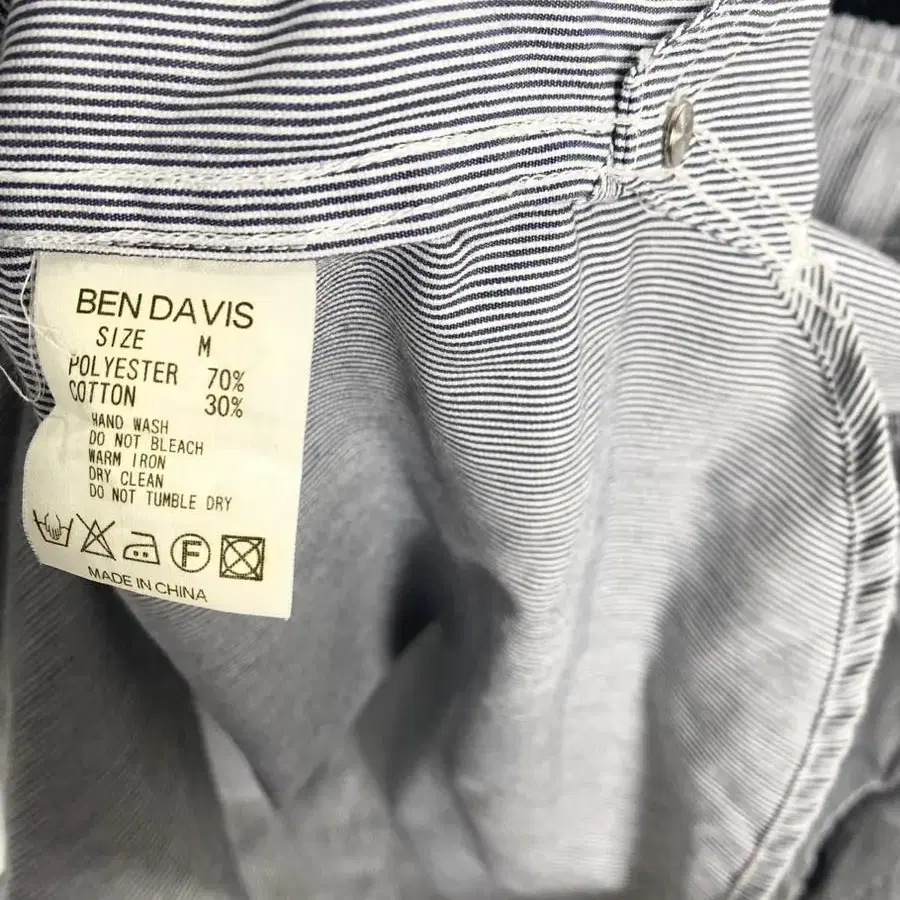 BEN DAVIS
SIZE M
POLYESTER 70%
COTTON 30%
HAND WASH
DO NOT BLEACH
WARM IRON
DRY CLEAN
DO NOT TUMBLE DRY
F
MADE IN CHINA